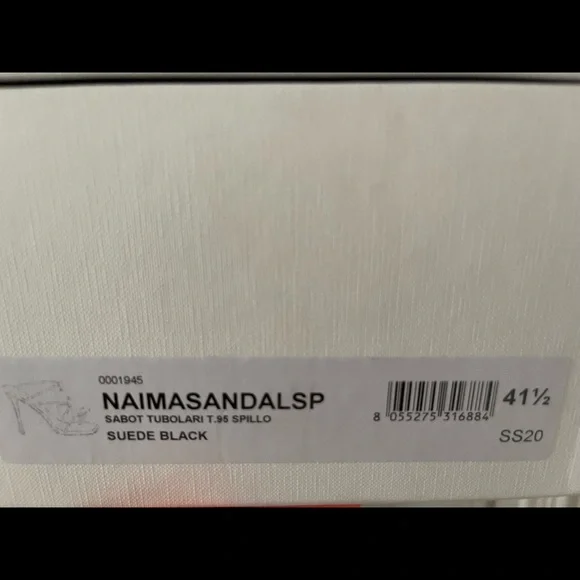 0001945
NAIMASANDALSP
SABOT TUBOLARI T.95 SPILLO
SUEDE BLACK
8 055275 316884
41½
SS20